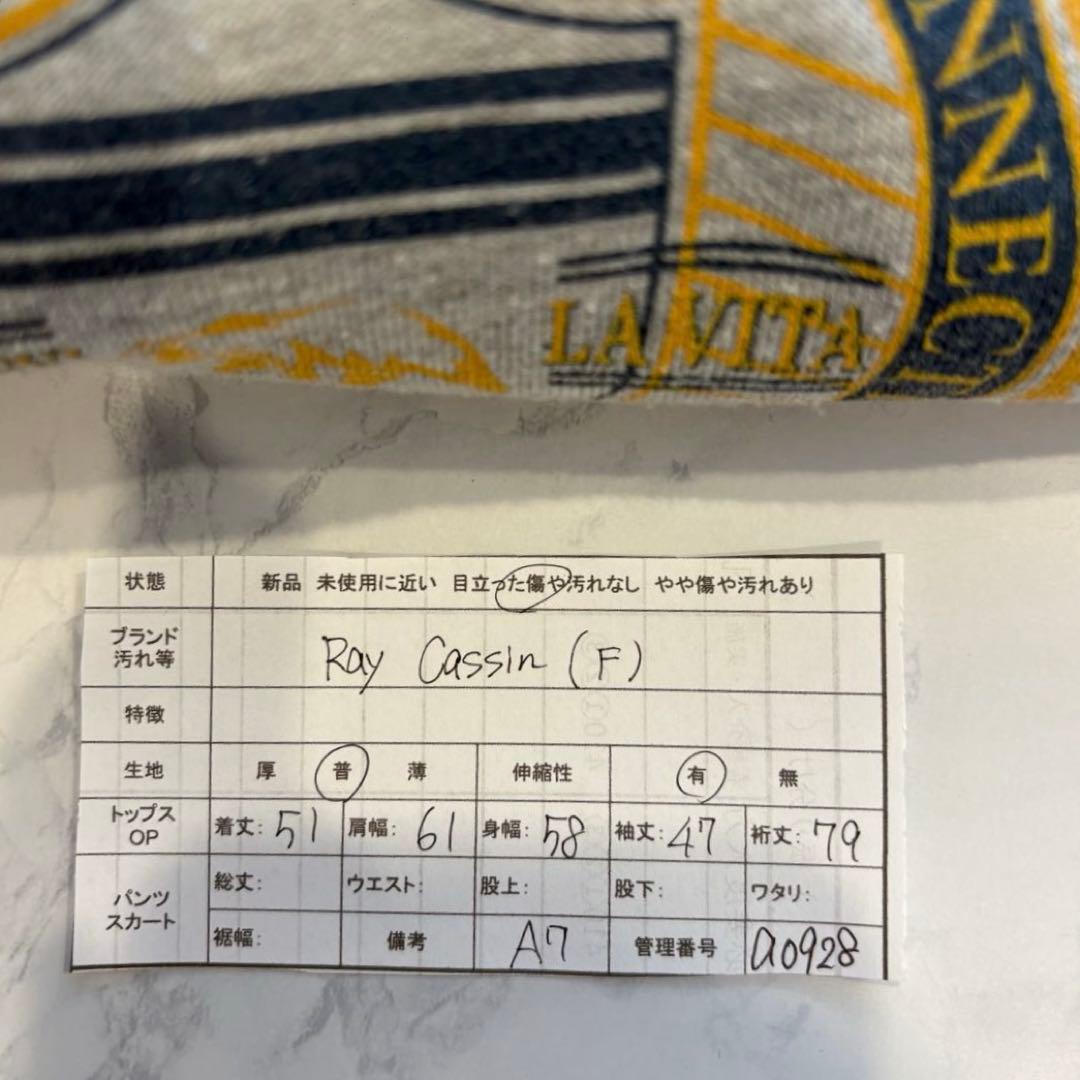 NNECT
LA VITA
状態 新品 未使用に近い 目立った傷や汚れなし やや傷や汚れあり
ブランド
汚れ等 Ray Cassin (F)
特徴
生地 厚 普 薄 伸縮性 有 無
トップス
OP 着丈: 51 肩幅: 61 身幅: 58 袖丈: 47 裄丈: 79
パンツ
スカート 総丈: ウエスト: 股上: 股下: ワタリ:
裾幅: 備考 A7 管理番号 a0928